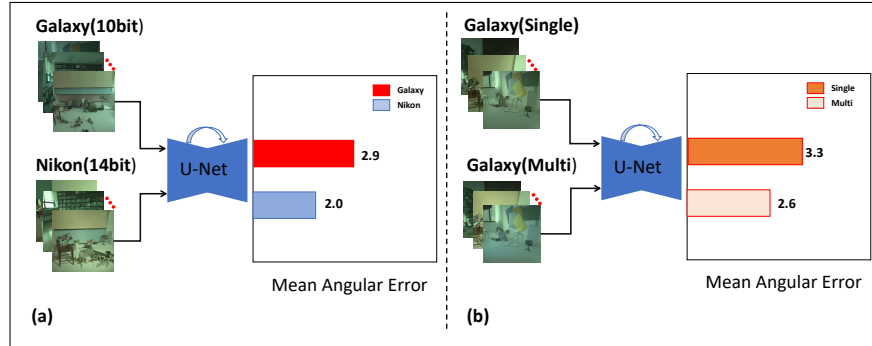 Galaxy(10bit)
Nikon(14bit)
U-Net
Galaxy
Nikon
2.9
2.0
Mean Angular Error
(a)
Galaxy(Single)
Galaxy(Multi)
U-Net
Single
Multi
3.3
2.6
Mean Angular Error
(b)